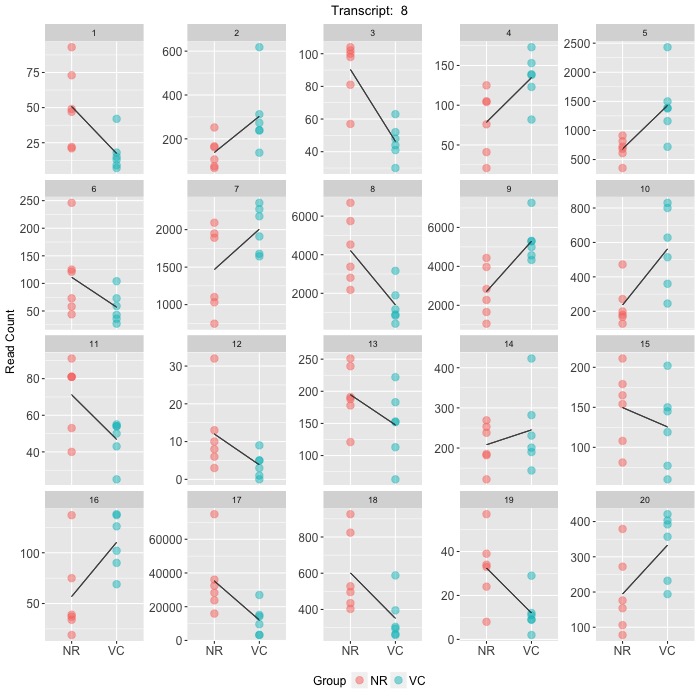 Transcript: 8
1 2 3 4 5
75 50 25
600 400 200
100 80 60 40
150 100 50
2500 2000 1500 1000 500
6 7 8 9 10
250 200 150 100 50
2000 1500 1000
6000 4000 2000
6000 4000 2000
800 600 400 200
Read Count
11 12 13 14 15
80 60 40
30 20 10 0
250 200 150 100
400 300 200
200 150 100
16 17 18 19 20
100 50
60000 40000 20000 0
800 600 400
40 20 0
400 300 200 100
NR VC NR VC NR VC NR VC NR VC
Group NR VC